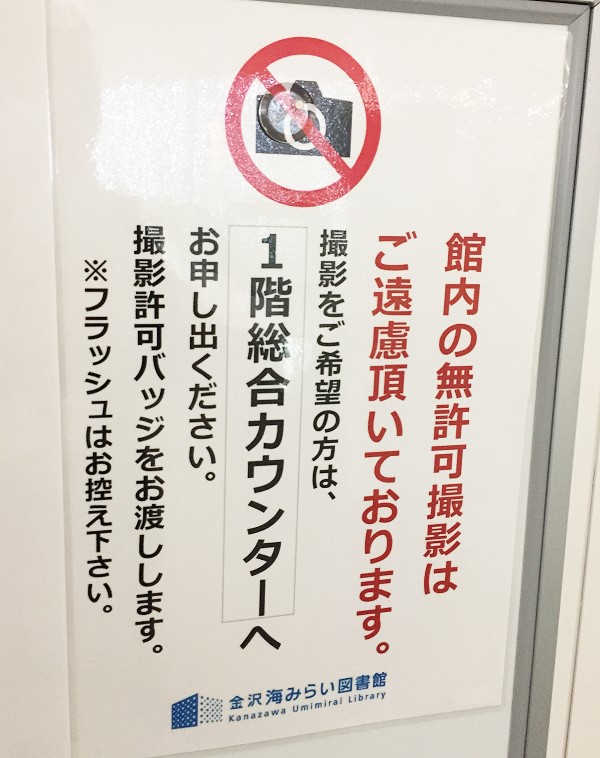 館内の無許可撮影は
ご遠慮頂いております。
撮影をご希望の方は、
1階総合カウンターへ
お申し出ください。
撮影許可バッジをお渡しします。
※フラッシュはお控え下さい。
金沢海みらい図書館
Kanazawa Umimirai Library